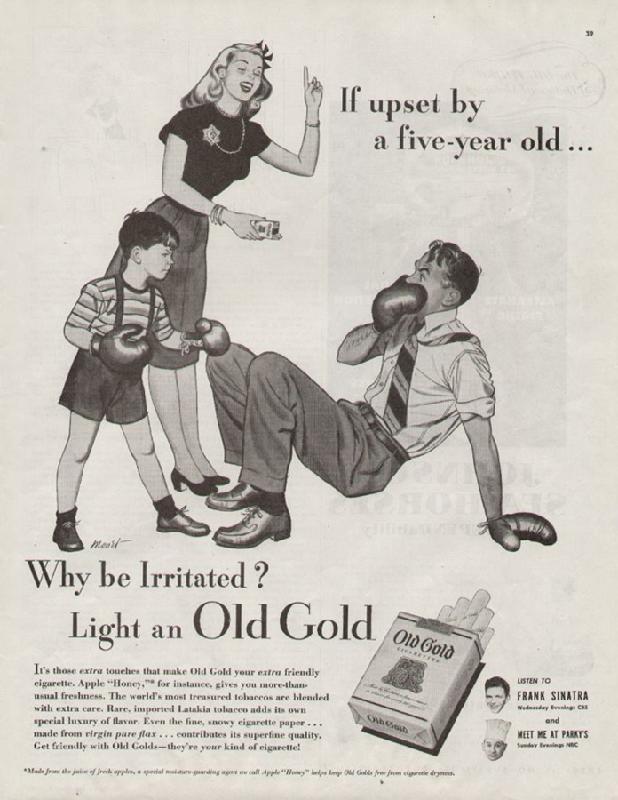 39
If upset by
a five-year old...
Why be Irritated?
Light an Old Gold
It's those extra touches that make Old Gold your extra friendly
cigarette. Apple "Honey,"* for instance, gives you more-than-
usual freshness. The world's most treasured tobaccos are blended
with extra care. Rare, imported Latakia tobacco adds its own
special luxury of flavor. Even the fine, snowy cigarette paper...
made from virgin pure flax... contributes its superfine quality.
Get friendly with Old Golds—they're your kind of cigarette!
Old Gold
CIGARETTES
Old Gold
LISTEN TO
FRANK SINATRA
Wednesday Evenings CBS
and
MEET ME AT PARKY'S
Sunday Evenings NBC
*Made from the juice of fresh apples, a special moisture-guarding agent we call Apple "Honey" helps keep Old Golds free from cigarette dryness.